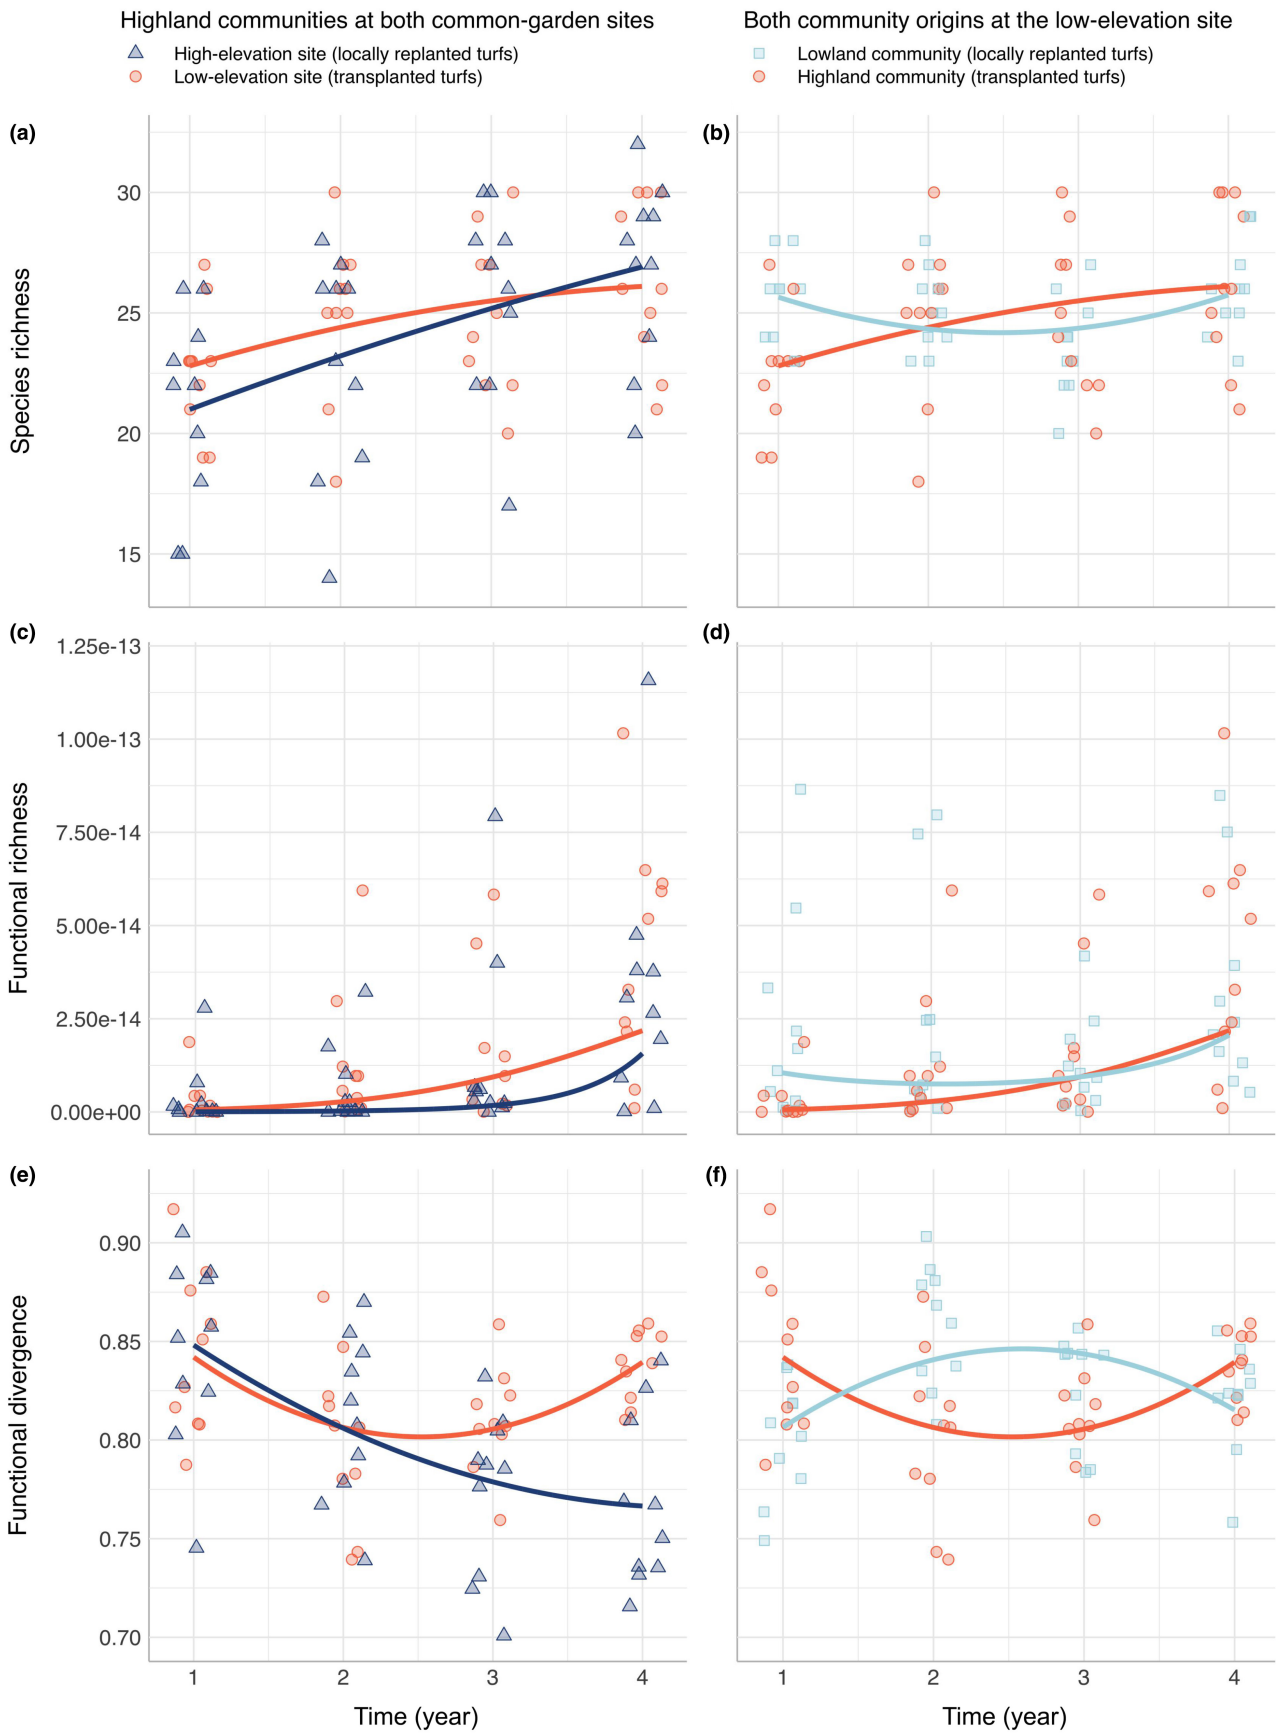 Highland communities at both common-garden sites
High-elevation site (locally replanted turfs)
Low-elevation site (transplanted turfs)
Both community origins at the low-elevation site
Lowland community (locally replanted turfs)
Highland community (transplanted turfs)
(a)
(b)
Species richness
30
25
20
15
(c)
(d)
Functional richness
1.25e-13
1.00e-13
7.50e-14
5.00e-14
2.50e-14
0.00e+00
(e)
(f)
Functional divergence
0.90
0.85
0.80
0.75
0.70
1 2 3 4
1 2 3 4
Time (year)
Time (year)